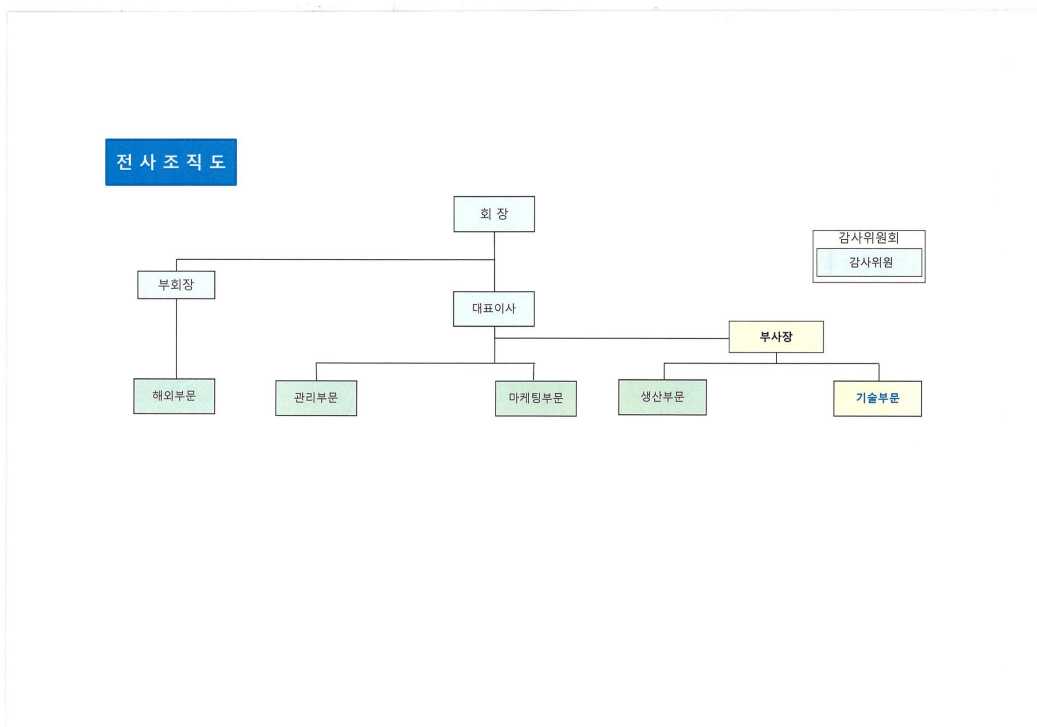 전사조직도
회장
감사위원회
감사위원
부회장
대표이사
부사장
해외부문
관리부문
마케팅부문
생산부문
기술부문